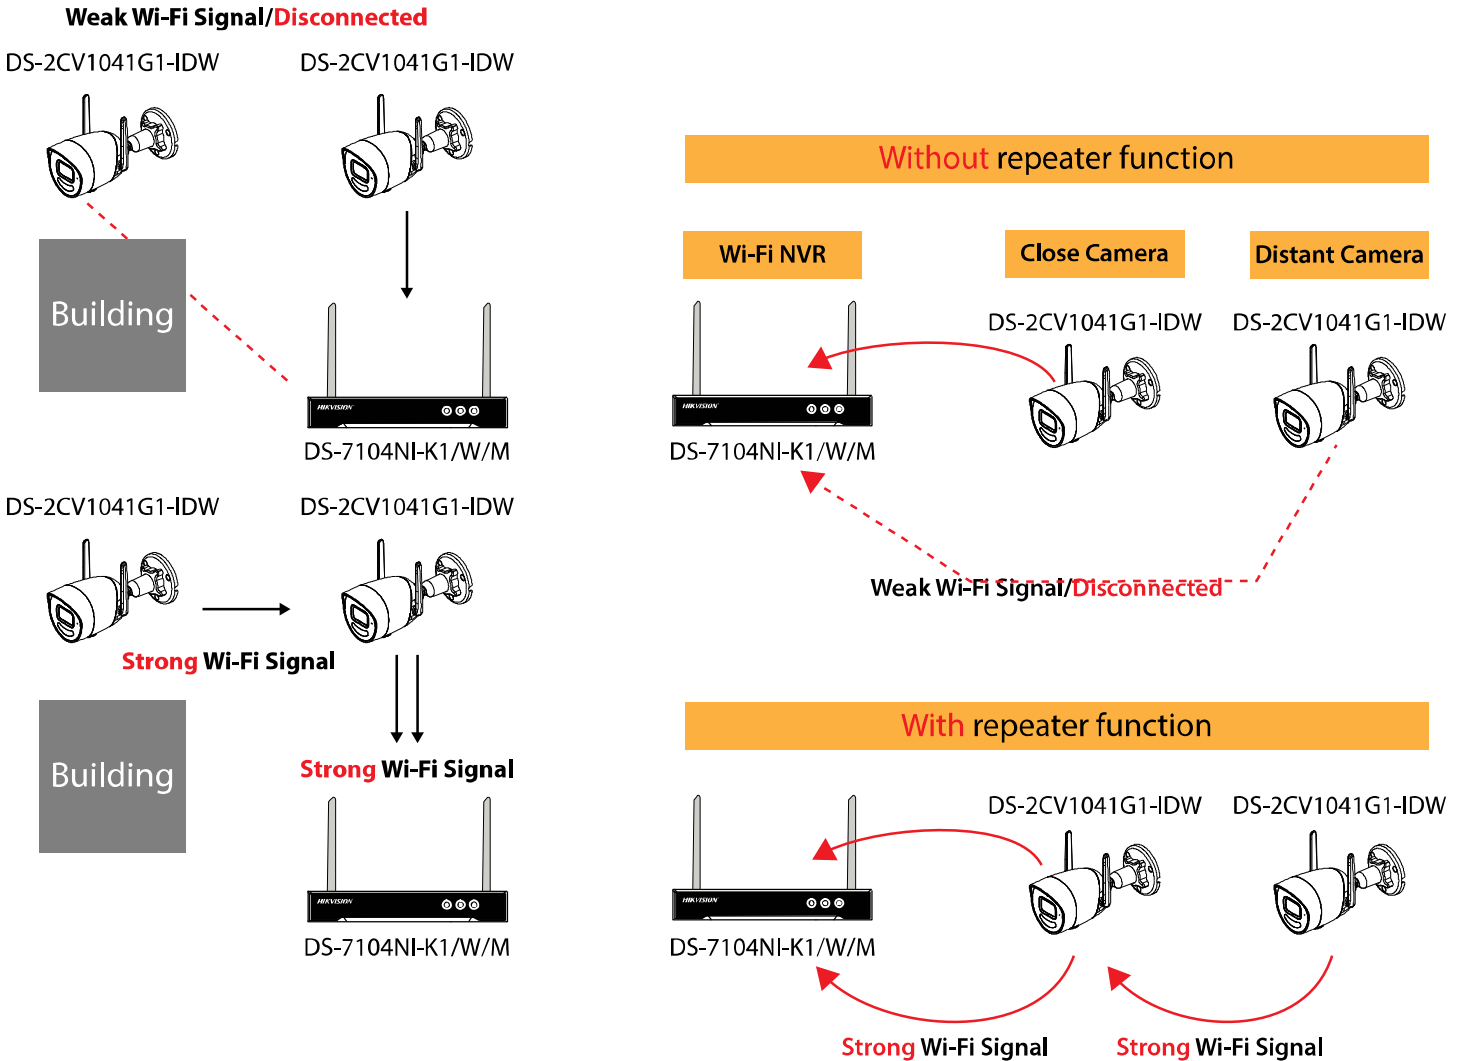 Weak Wi-Fi Signal/Disconnected
DS-2CV1041G1-IDW
DS-2CV1041G1-IDW
Building
HIKVISION
DS-7104NI-K1/W/M
DS-2CV1041G1-IDW
DS-2CV1041G1-IDW
Strong Wi-Fi Signal
Building
Strong Wi-Fi Signal
HIKVISION
DS-7104NI-K1/W/M
Without repeater function
Wi-Fi NVR
Close Camera
Distant Camera
DS-2CV1041G1-IDW
DS-2CV1041G1-IDW
HIKVISION
DS-7104NI-K1/W/M
Weak Wi-Fi Signal/Disconnected
With repeater function
DS-2CV1041G1-IDW
DS-2CV1041G1-IDW
HIKVISION
DS-7104NI-K1/W/M
Strong Wi-Fi Signal
Strong Wi-Fi Signal